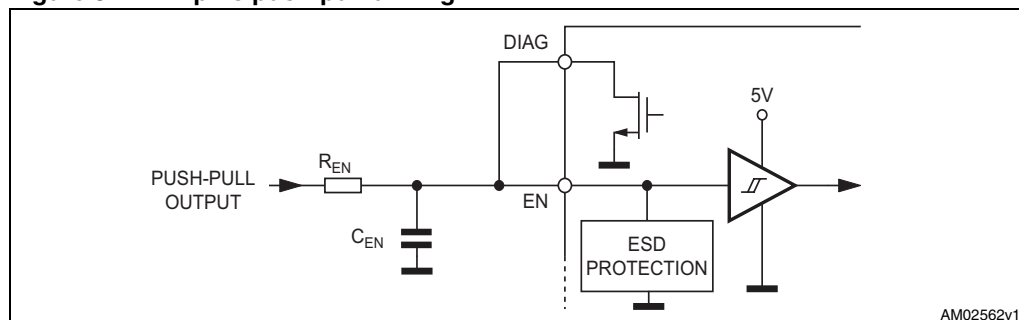 DIAG
5V
R_EN
PUSH-PULL
OUTPUT
EN
C_EN
ESD
PROTECTION
AM02562v1